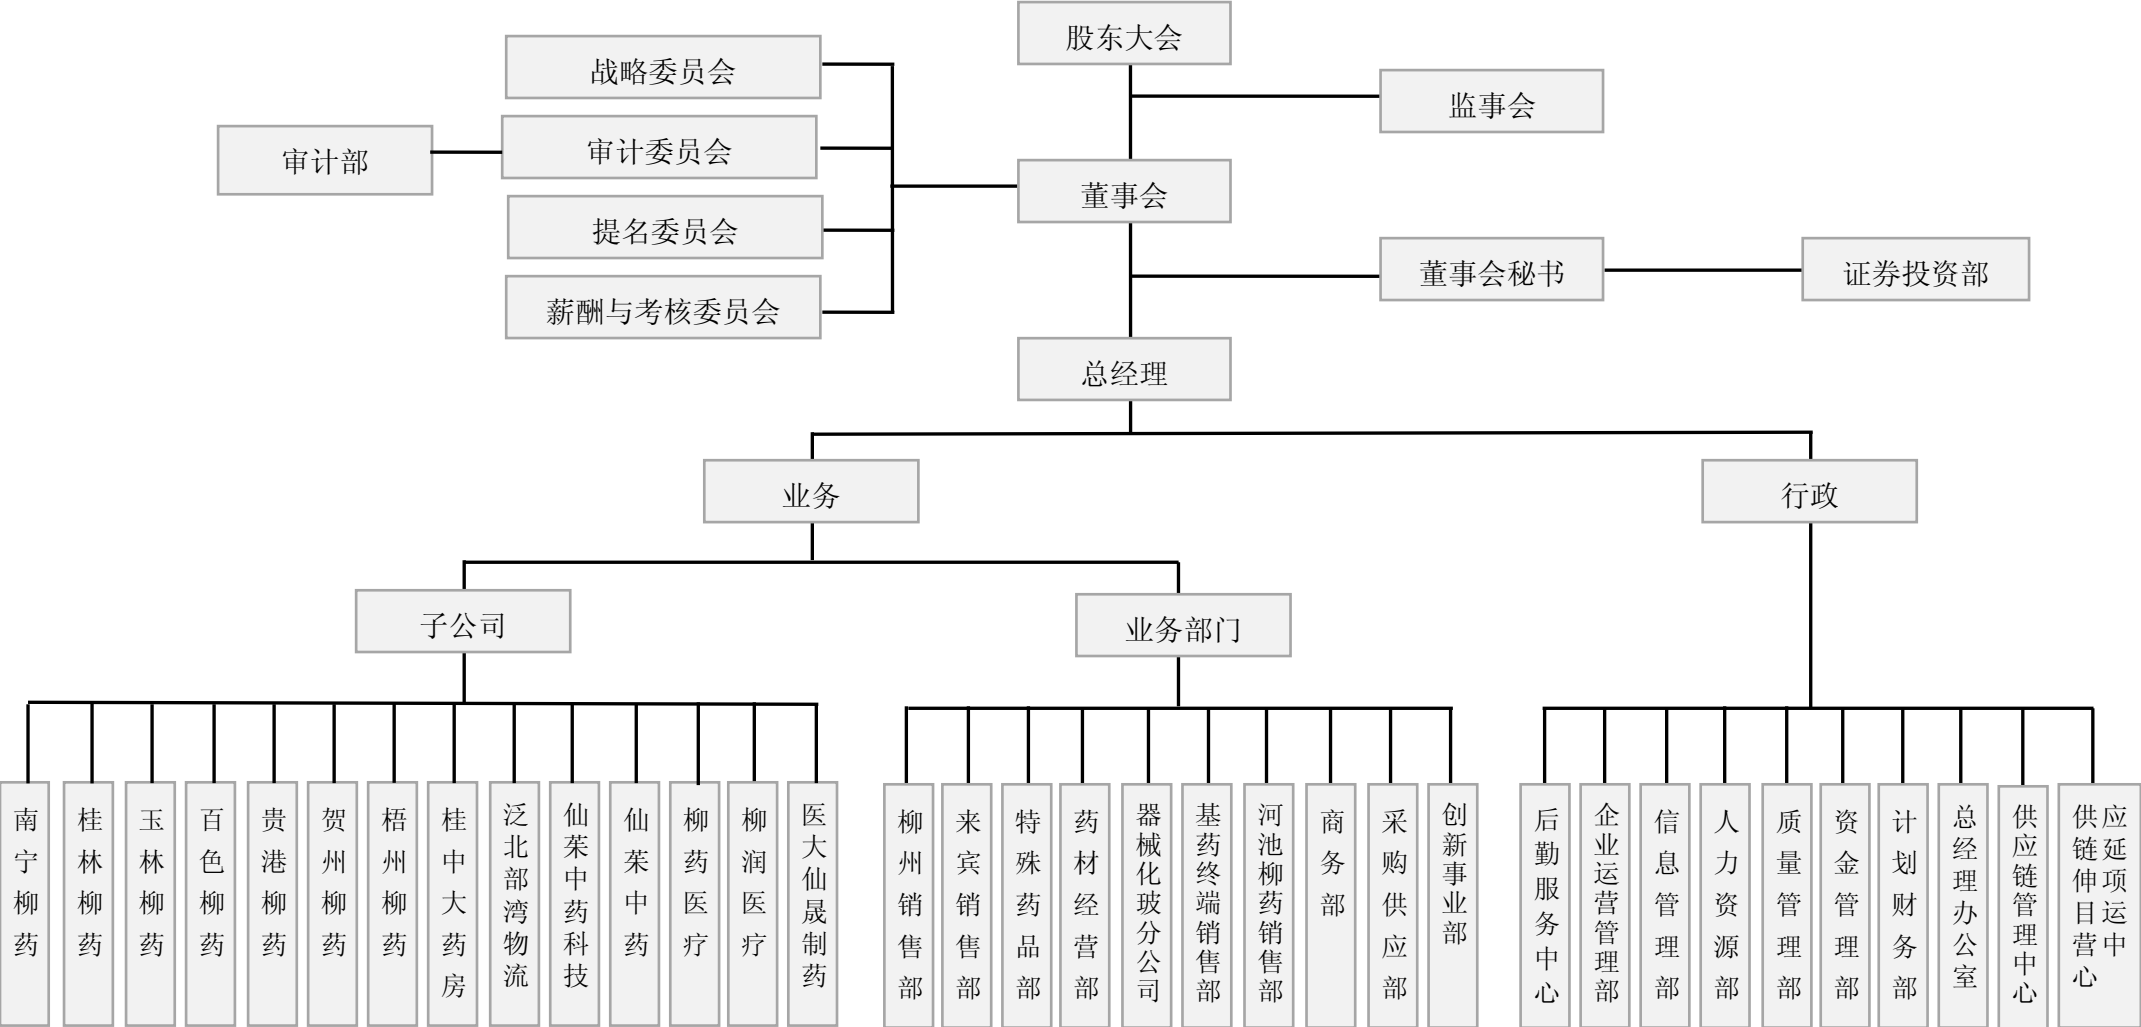 股东大会
战略委员会
监事会
审计委员会
审计部
董事会
提名委员会
董事会秘书
证券投资部
薪酬与考核委员会
总经理
业务
行政
子公司
业务部门
南宁柳药
桂林柳药
玉林柳药
百色柳药
贵港柳药
贺州柳药
梧州柳药
桂中大药房
泛北部湾物流
仙茱中药科技
仙茱中药
柳药医疗
柳润医疗
医大仙晟制药
柳州销售部
来宾销售部
特殊药品部
药材经营部
器械化玻分公司
基药终端销售部
河池柳药销售部
商务部
采购供应部
创新事业部
后勤服务中心
企业运营管理部
信息管理部
人力资源部
质量管理部
资金管理部
计划财务部
总经理办公室
供应链管理中心
供应
链延
伸项
目运
营中
心